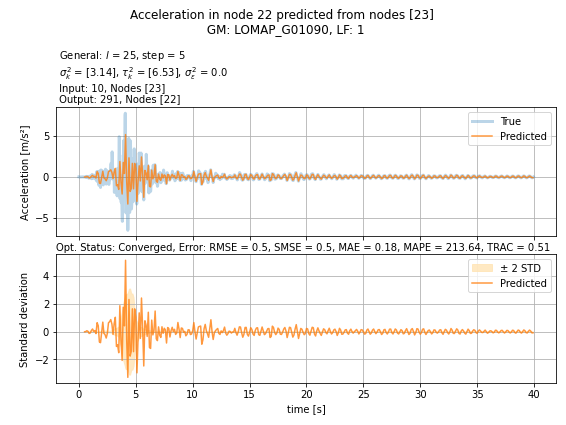 Acceleration in node 22 predicted from nodes [23]
GM: LOMAP_G01090, LF: 1
General: l = 25, step = 5
σ²ₖ = [3.14], τ²ₖ = [6.53], σ²ε = 0.0
Input: 10, Nodes [23]
Output: 291, Nodes [22]
Acceleration [m/s²]
5
0
−5
True
Predicted
Opt. Status: Converged, Error: RMSE = 0.5, SMSE = 0.5, MAE = 0.18, MAPE = 213.64, TRAC = 0.51
Standard deviation
4
2
0
−2
± 2 STD
Predicted
0 5 10 15 20 25 30 35 40
time [s]